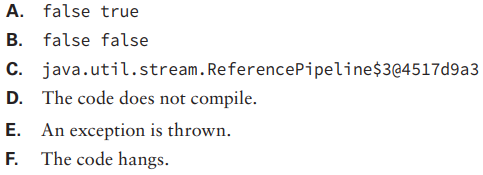 A. false true
B. false false
C. java.util.stream.ReferencePipeline$3@4517d9a3
D. The code does not compile.
E. An exception is thrown.
F. The code hangs.